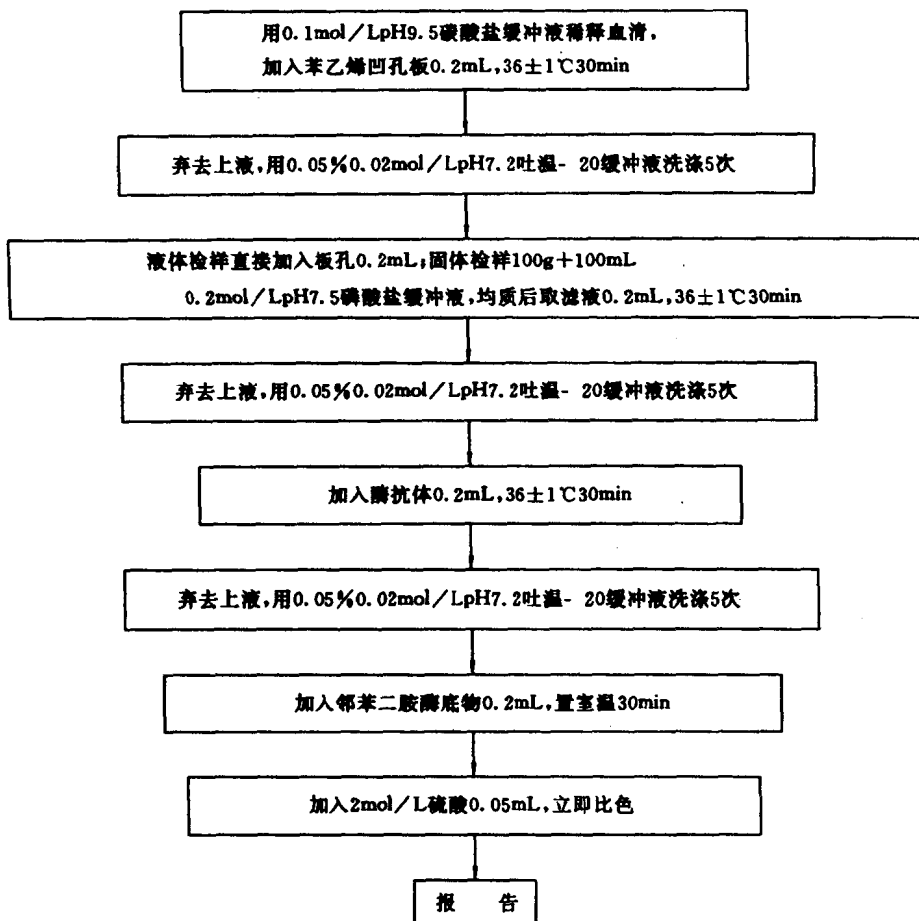 用0.1mol/LpH9.5碳酸盐缓冲液稀释血清,
加入苯乙烯凹孔板0.2mL,36±1℃30min
弃去上液,用0.05%0.02mol/LpH7.2吐温-20缓冲液洗涤5次
液体检样直接加入板孔0.2mL;固体检样100g+100mL
0.2mol/LpH7.5磷酸盐缓冲液,均质后取滤液0.2mL,36±1℃30min
弃去上液,用0.05%0.02mol/LpH7.2吐温-20缓冲液洗涤5次
加入酶抗体0.2mL,36±1℃30min
弃去上液,用0.05%0.02mol/LpH7.2吐温-20缓冲液洗涤5次
加入邻苯二胺酶底物0.2mL,置室温30min
加入2mol/L硫酸0.05mL,立即比色
报 告